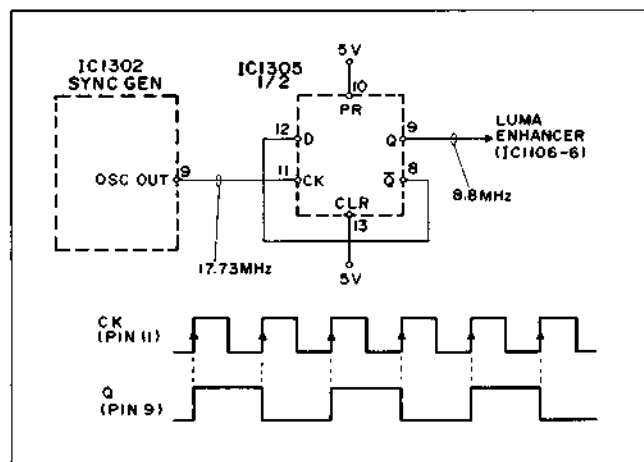 IC1302
SYNC GEN
OSC OUT
9
17.73MHz
IC1305
1/2
5V
10
PR
12
D
11
CK
Q
9
Q̅
8
CLR
13
5V
LUMA
ENHANCER
(IC1106-6)
8.8MHz
CK
(PIN 11)
Q
(PIN 9)